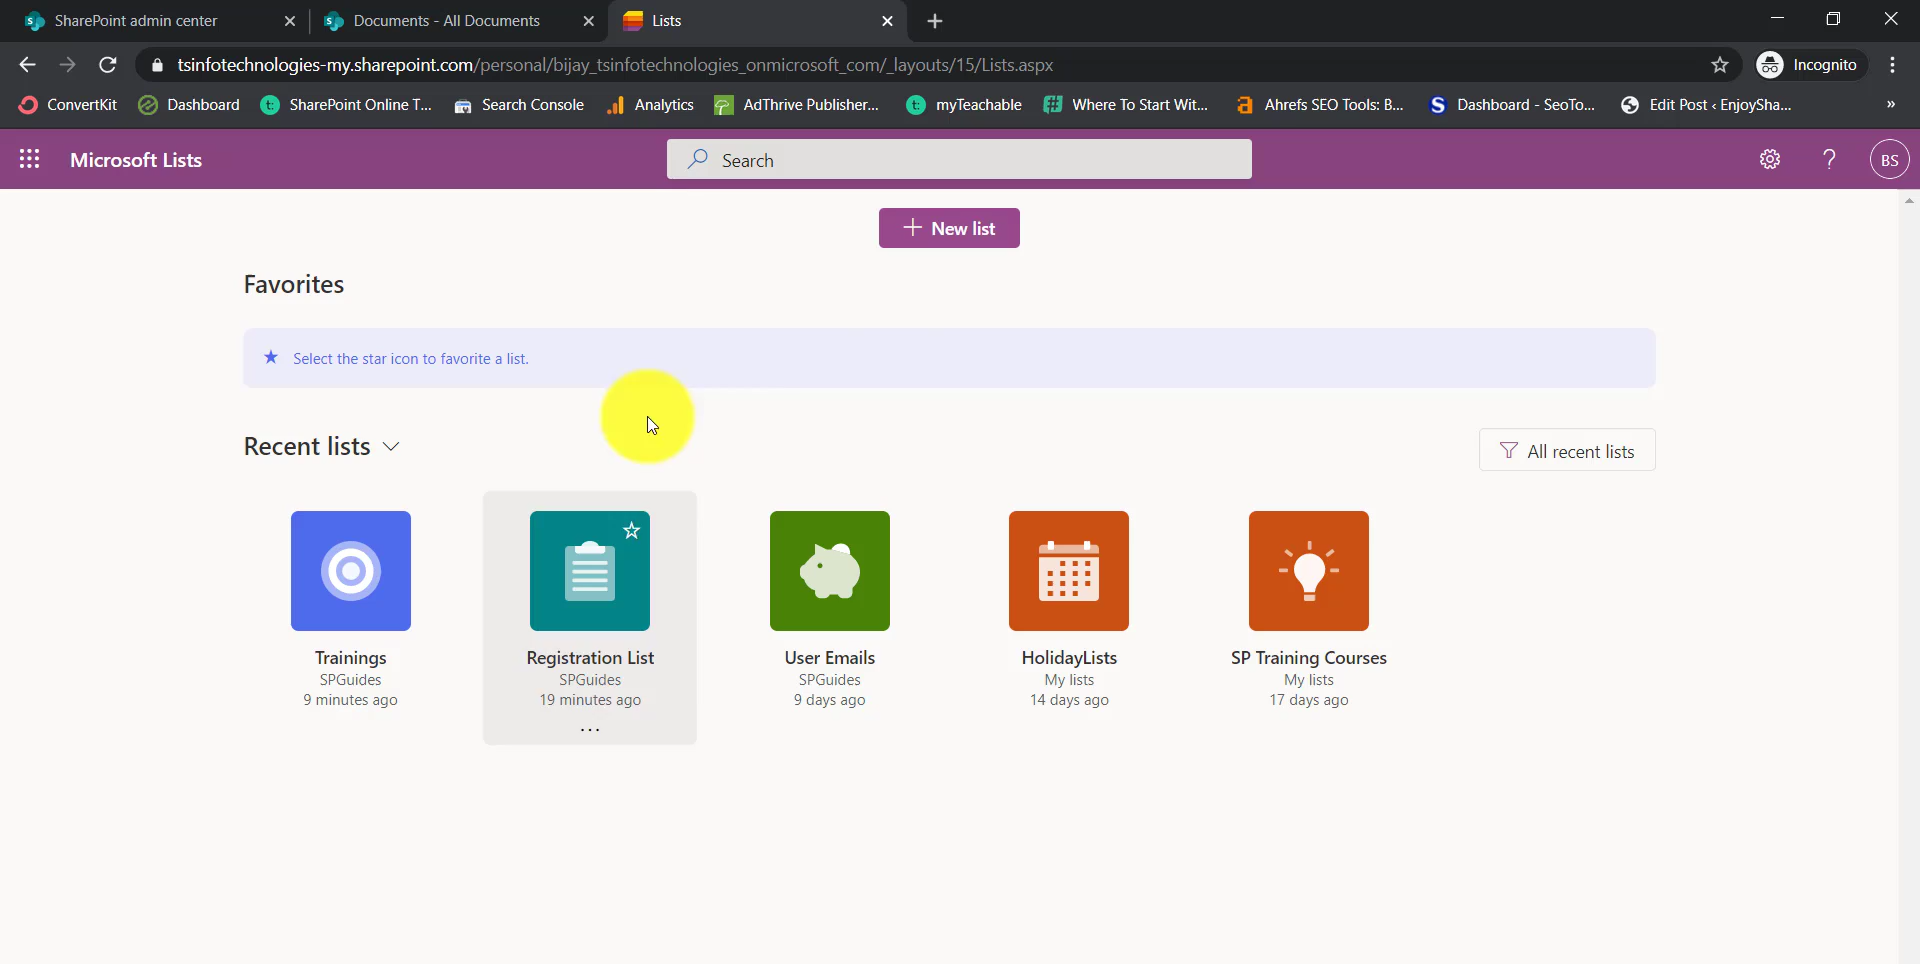 SharePoint admin center
Documents - All Documents
Lists
tsinfotechnologies-my.sharepoint.com/personal/bijay_tsinfotechnologies_onmicrosoft_com/_layouts/15/Lists.aspx
Incognito
ConvertKit
Dashboard
SharePoint Online T...
Search Console
Analytics
AdThrive Publisher...
myTeachable
Where To Start Wit...
Ahrefs SEO Tools: B...
Dashboard - SeoTo...
Edit Post ‹ EnjoySha...
»
Microsoft Lists
Search
?
BS
+ New list
Favorites
Select the star icon to favorite a list.
Recent lists
All recent lists
Trainings
SPGuides
9 minutes ago
Registration List
SPGuides
19 minutes ago
...
User Emails
SPGuides
9 days ago
HolidayLists
My lists
14 days ago
SP Training Courses
My lists
17 days ago